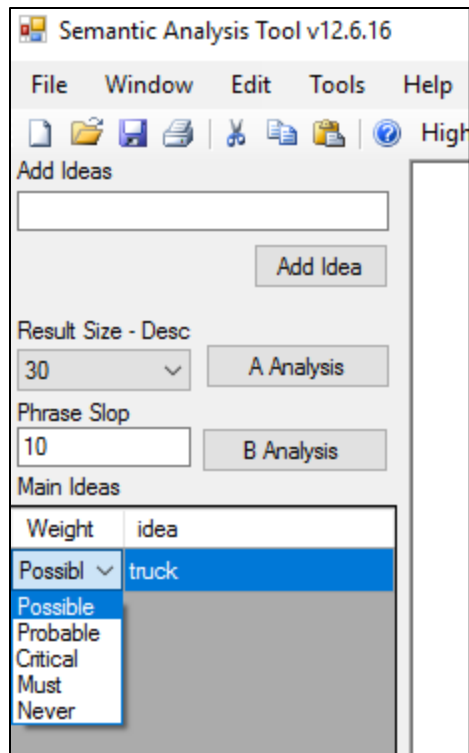 Semantic Analysis Tool v12.6.16
File Window Edit Tools Help
High
Add Ideas
Add Idea
Result Size - Desc
30 A Analysis
Phrase Slop
10 B Analysis
Main Ideas
Weight idea
Possibl truck
Possible
Probable
Critical
Must
Never